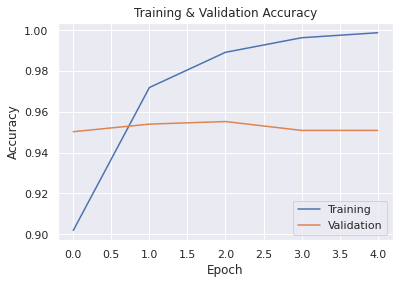 Training & Validation Accuracy
1.00
0.98
0.96
0.94
0.92
0.90
Accuracy
0.0 0.5 1.0 1.5 2.0 2.5 3.0 3.5 4.0
Epoch
Training
Validation